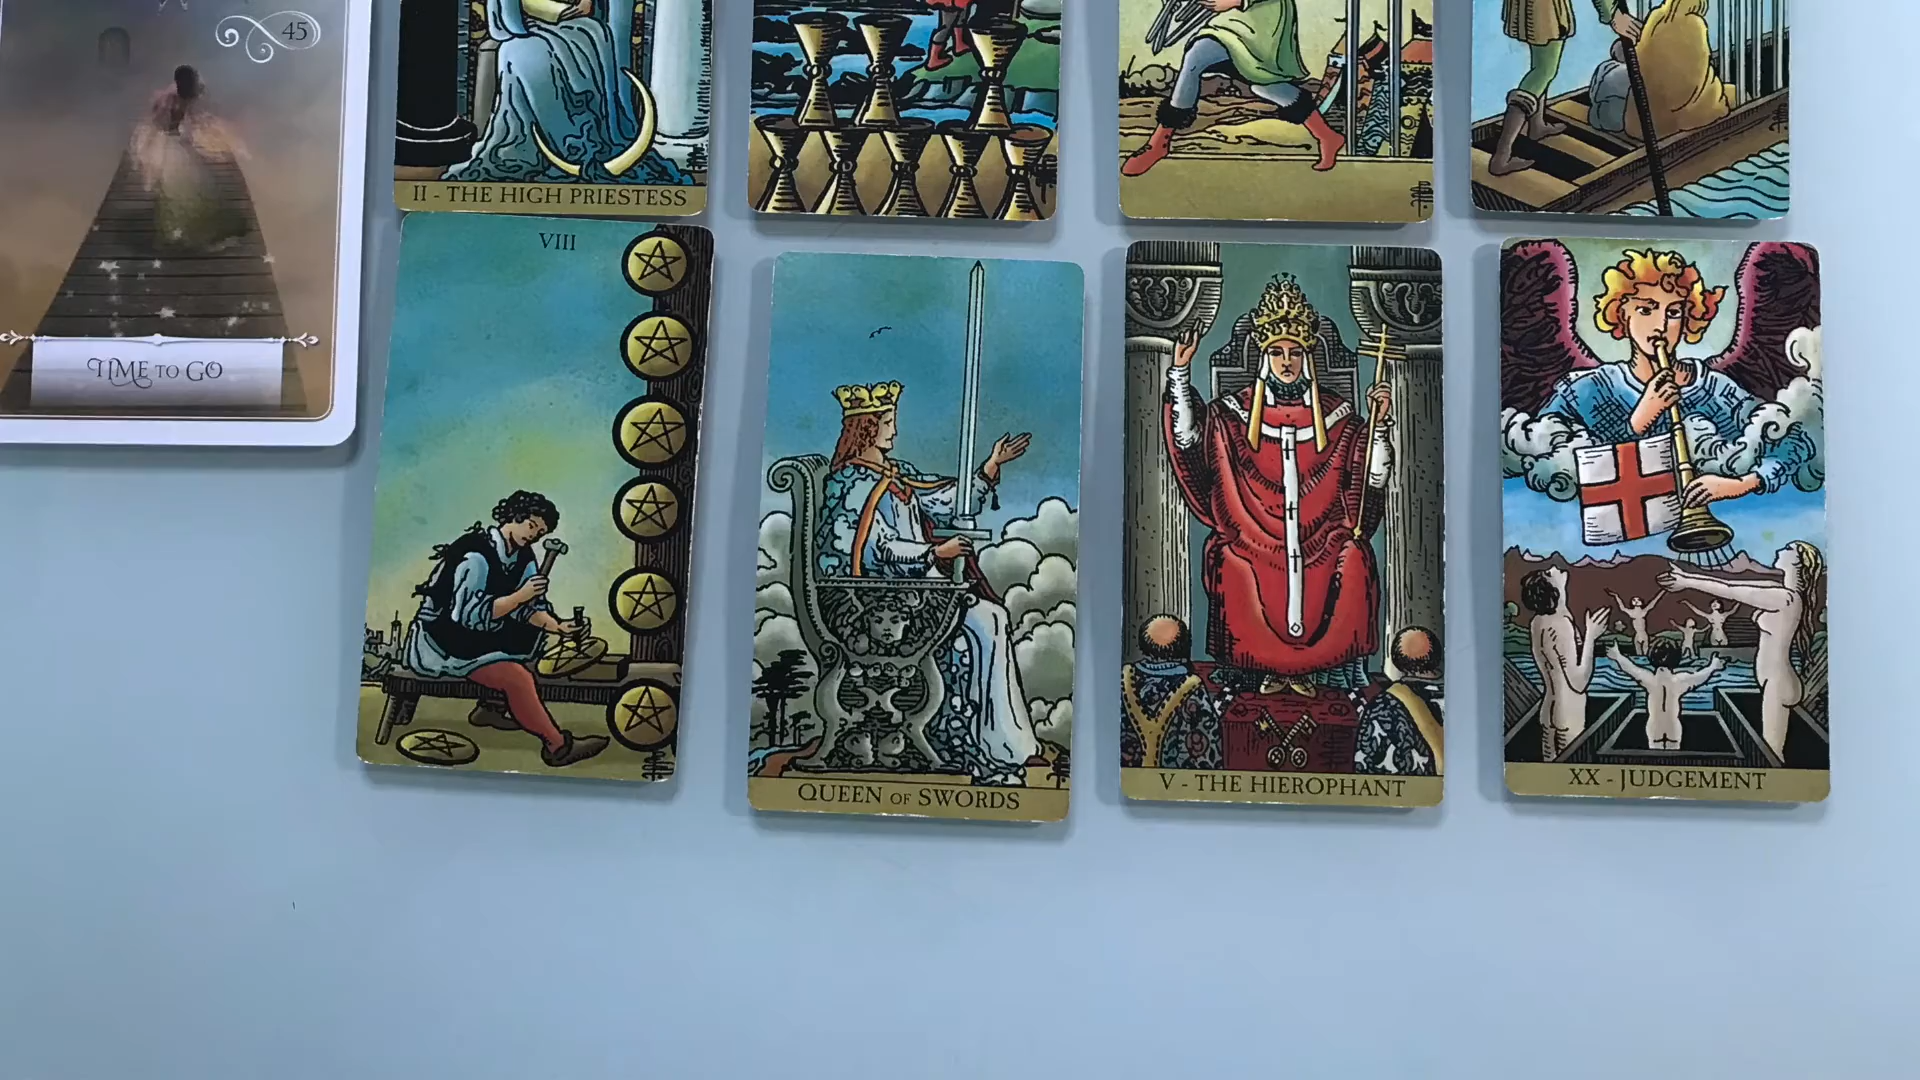 45
TIME TO GO
II - THE HIGH PRIESTESS
VIII
QUEEN OF SWORDS
V - THE HIEROPHANT
XX - JUDGEMENT